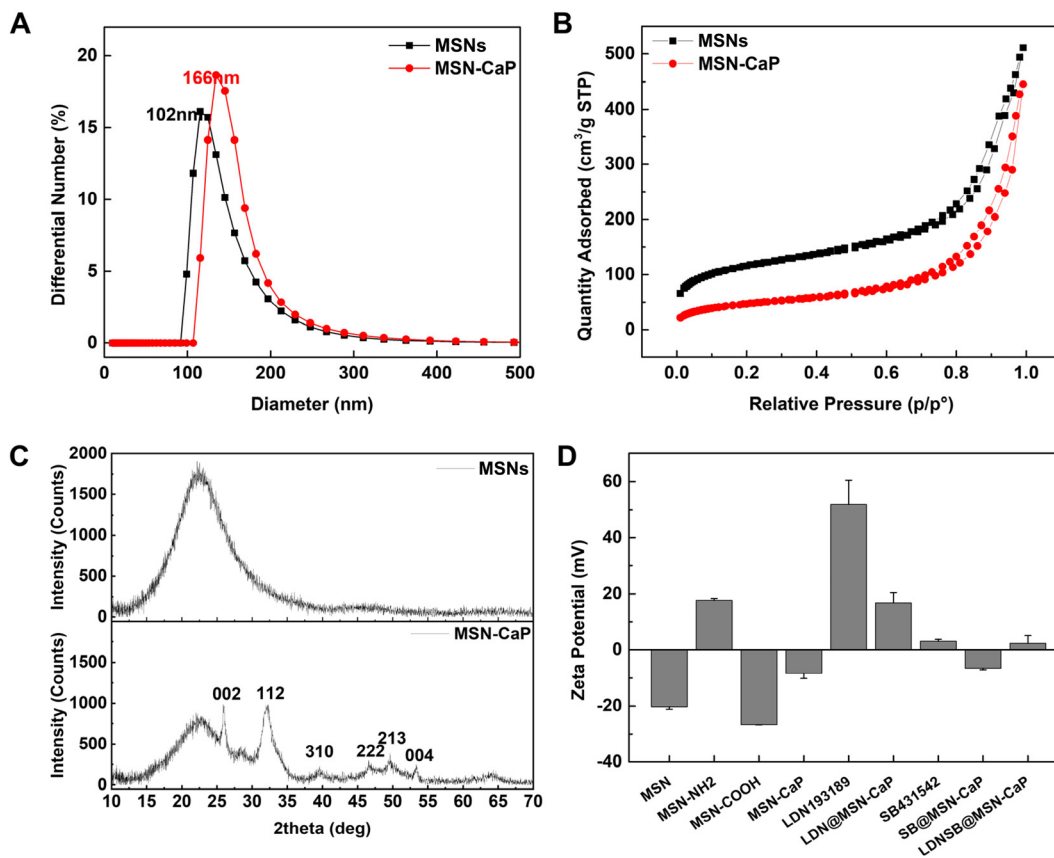 A
MSNs
MSN-CaP
166nm
102nm
20
15
10
5
0
Differential Number (%)
0
100
200
300
400
500
Diameter (nm)
B
MSNs
MSN-CaP
500
400
300
200
100
0
Quantity Adsorbed (cm³/g STP)
0.0
0.2
0.4
0.6
0.8
1.0
Relative Pressure (p/p°)
C
2000
1500
1000
500
0
Intensity (Counts)
MSNs
MSN-CaP
1500
1000
500
0
Intensity (Counts)
002
112
310
222
213
004
10
15
20
25
30
35
40
45
50
55
60
65
70
2theta (deg)
D
60
40
20
0
-20
-40
Zeta Potential (mV)
MSN
MSN-NH2
MSN-COOH
MSN-CaP
LDN193189
LDN@MSN-CaP
SB431542
SB@MSN-CaP
LDNSB@MSN-CaP